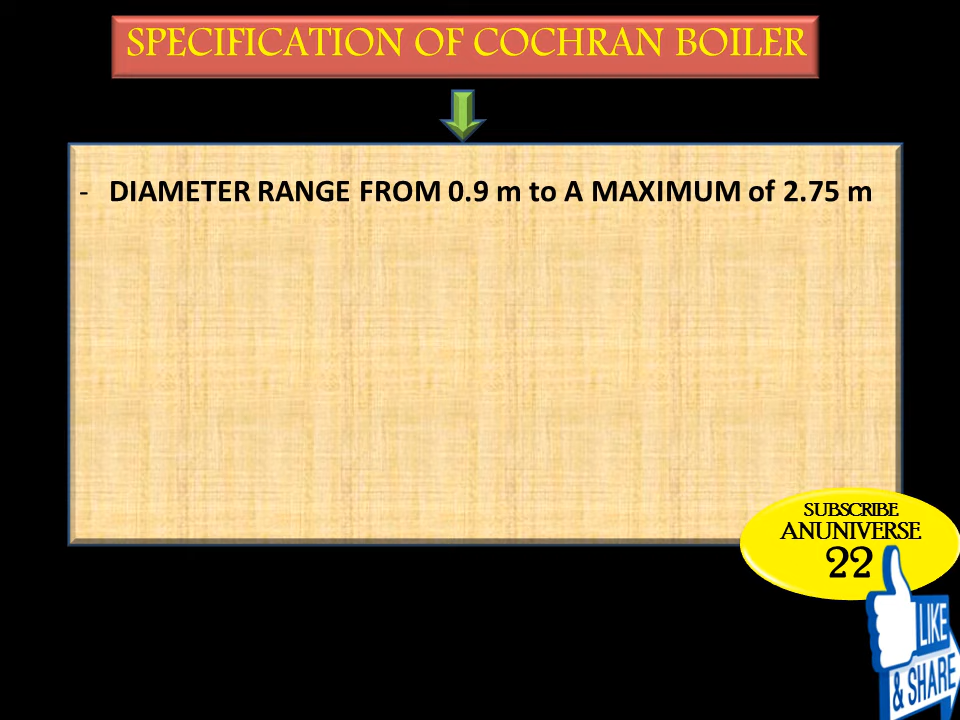 SPECIFICATION OF COCHRAN BOILER
- DIAMETER RANGE FROM 0.9 m to A MAXIMUM of 2.75 m
SUBSCRIBE
ANUNIVERSE
22
LIKE
& SHARE